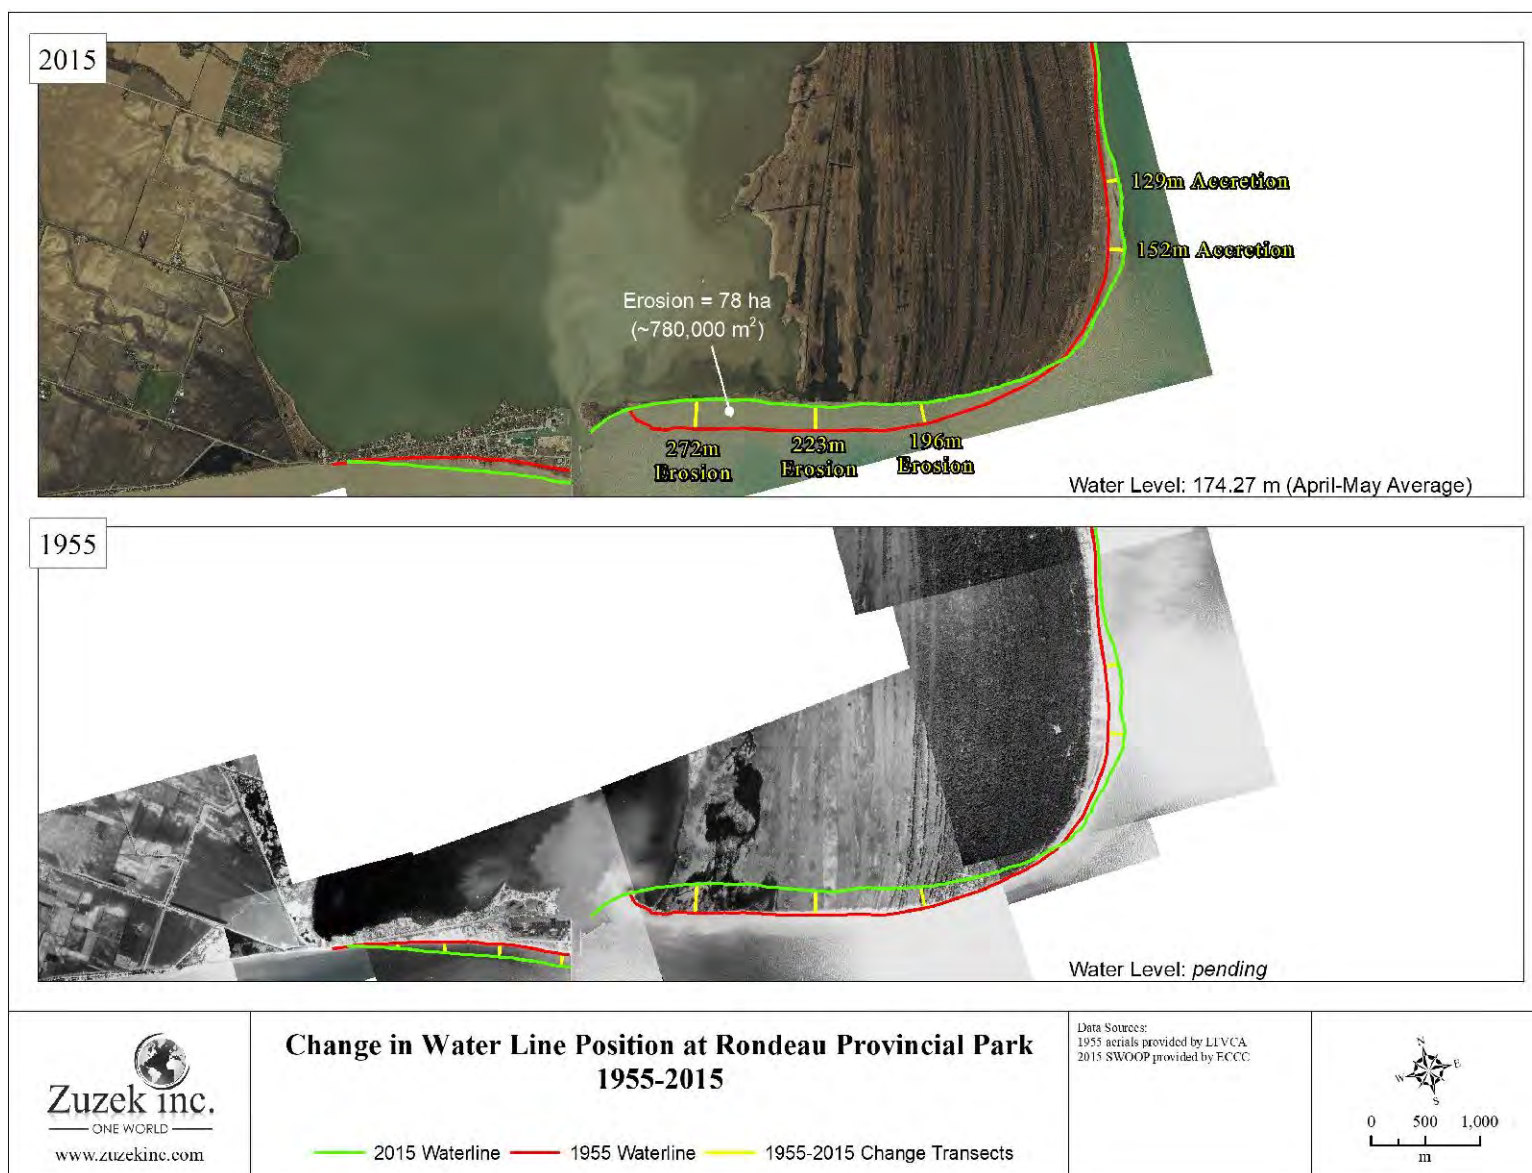 2015
129m Accretion
152m Accretion
Erosion = 78 ha
(~780,000 m²)
272m
Erosion
223m
Erosion
196m
Erosion
Water Level: 174.27 m (April-May Average)
1955
Water Level: pending
Zuzek inc.
ONE WORLD
www.zuzekinc.com
Change in Water Line Position at Rondeau Provincial Park
1955-2015
2015 Waterline
1955 Waterline
1955-2015 Change Transects
Data Sources:
1955 aerials provided by LTVCA
2015 SWOOP provided by ECCC
N
E
W
S
0 500 1,000
m